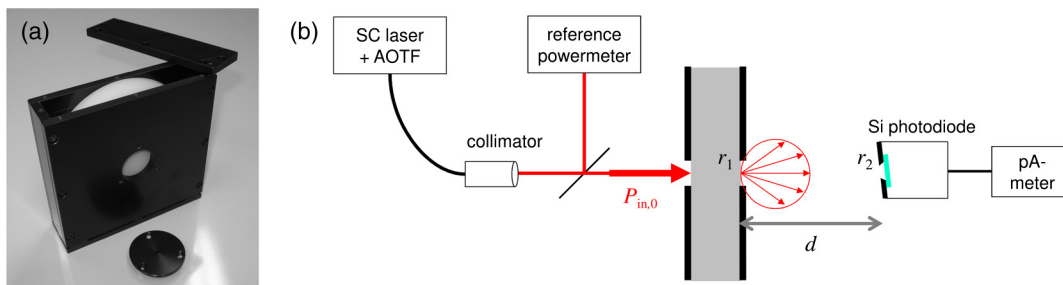 (a)
(b)
SC laser
+ AOTF
reference
powermeter
collimator
P_in,0
r_1
d
Si photodiode
r_2
pA-
meter